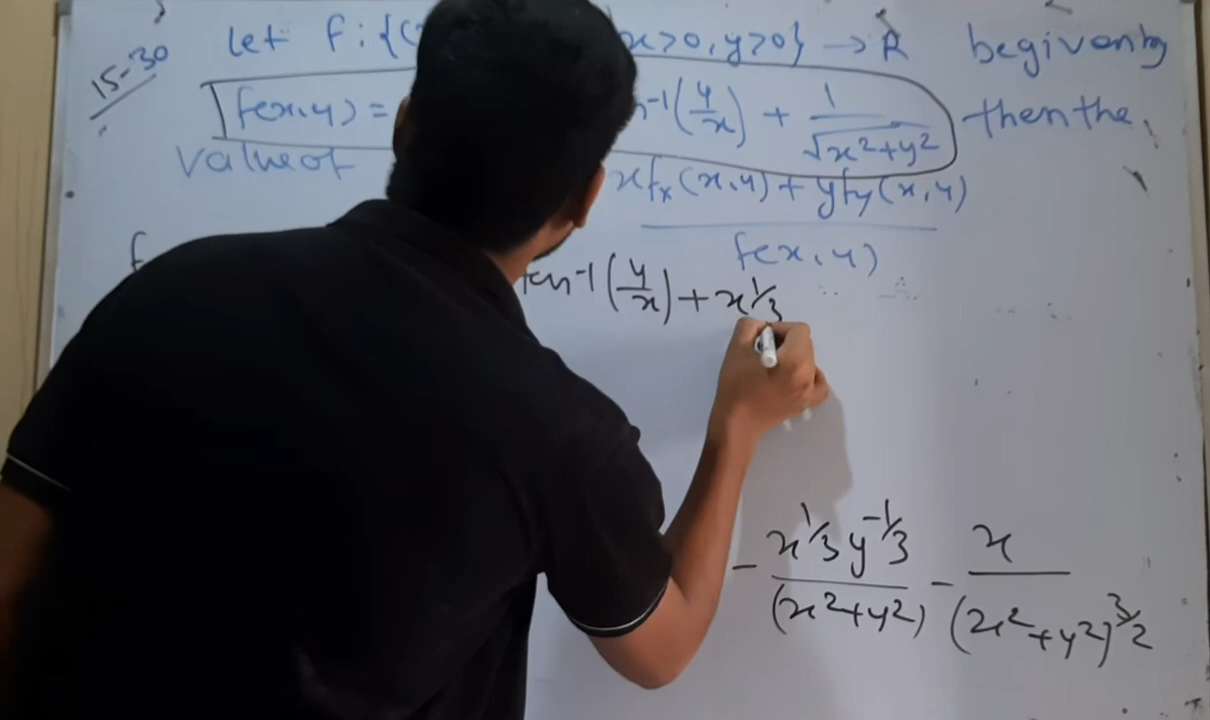 15-30
Let f:{( x>0, y>0} → R be given by
f(x,y) = n⁻¹(y/x) + 1/√x²+y² then the
value of xfx(x,y) + yfy(x,y) / f(x,y)
f tan⁻¹(y/x) + x^1/3
- x^1/3 y^-1/3 / (x²+y²) - x / (x²+y²)^3/2